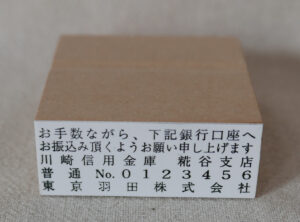 お手数ながら、下記銀行口座へ
お振込み頂くようお願い申し上げます
川崎信用金庫　糀谷支店
普通 No.0123456
東京羽田株式会社